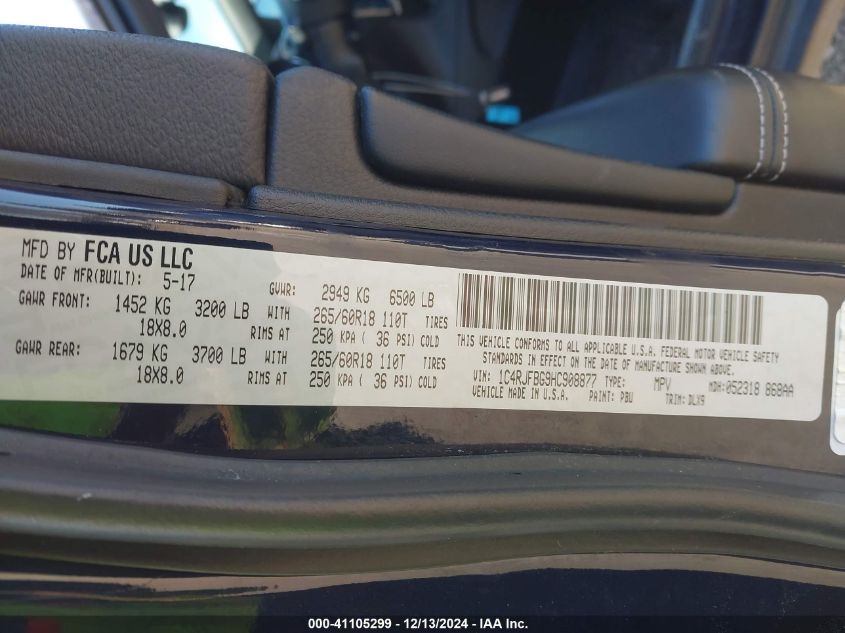 MFD BY FCA US LLC
DATE OF MFR(BUILT): 5-17 GVWR: 2949 KG 6500 LB
GAWR FRONT: 1452 KG 3200 LB WITH 265/60R18 110T TIRES
18X8.0 RIMS AT 250 KPA ( 36 PSI) COLD
GAWR REAR: 1679 KG 3700 LB WITH 265/60R18 110T TIRES
18X8.0 RIMS AT 250 KPA ( 36 PSI) COLD
THIS VEHICLE CONFORMS TO ALL APPLICABLE U.S.A. FEDERAL MOTOR VEHICLE SAFETY
STANDARDS IN EFFECT ON THE DATE OF MANUFACTURE SHOWN ABOVE.
VIN: 1C4RJFBG9HC908877 TYPE: MPV MDH: 052318 868AA
VEHICLE MADE IN U.S.A. PAINT: PBU TRIM: DLX9
000-41105299 - 12/13/2024 - IAA Inc.